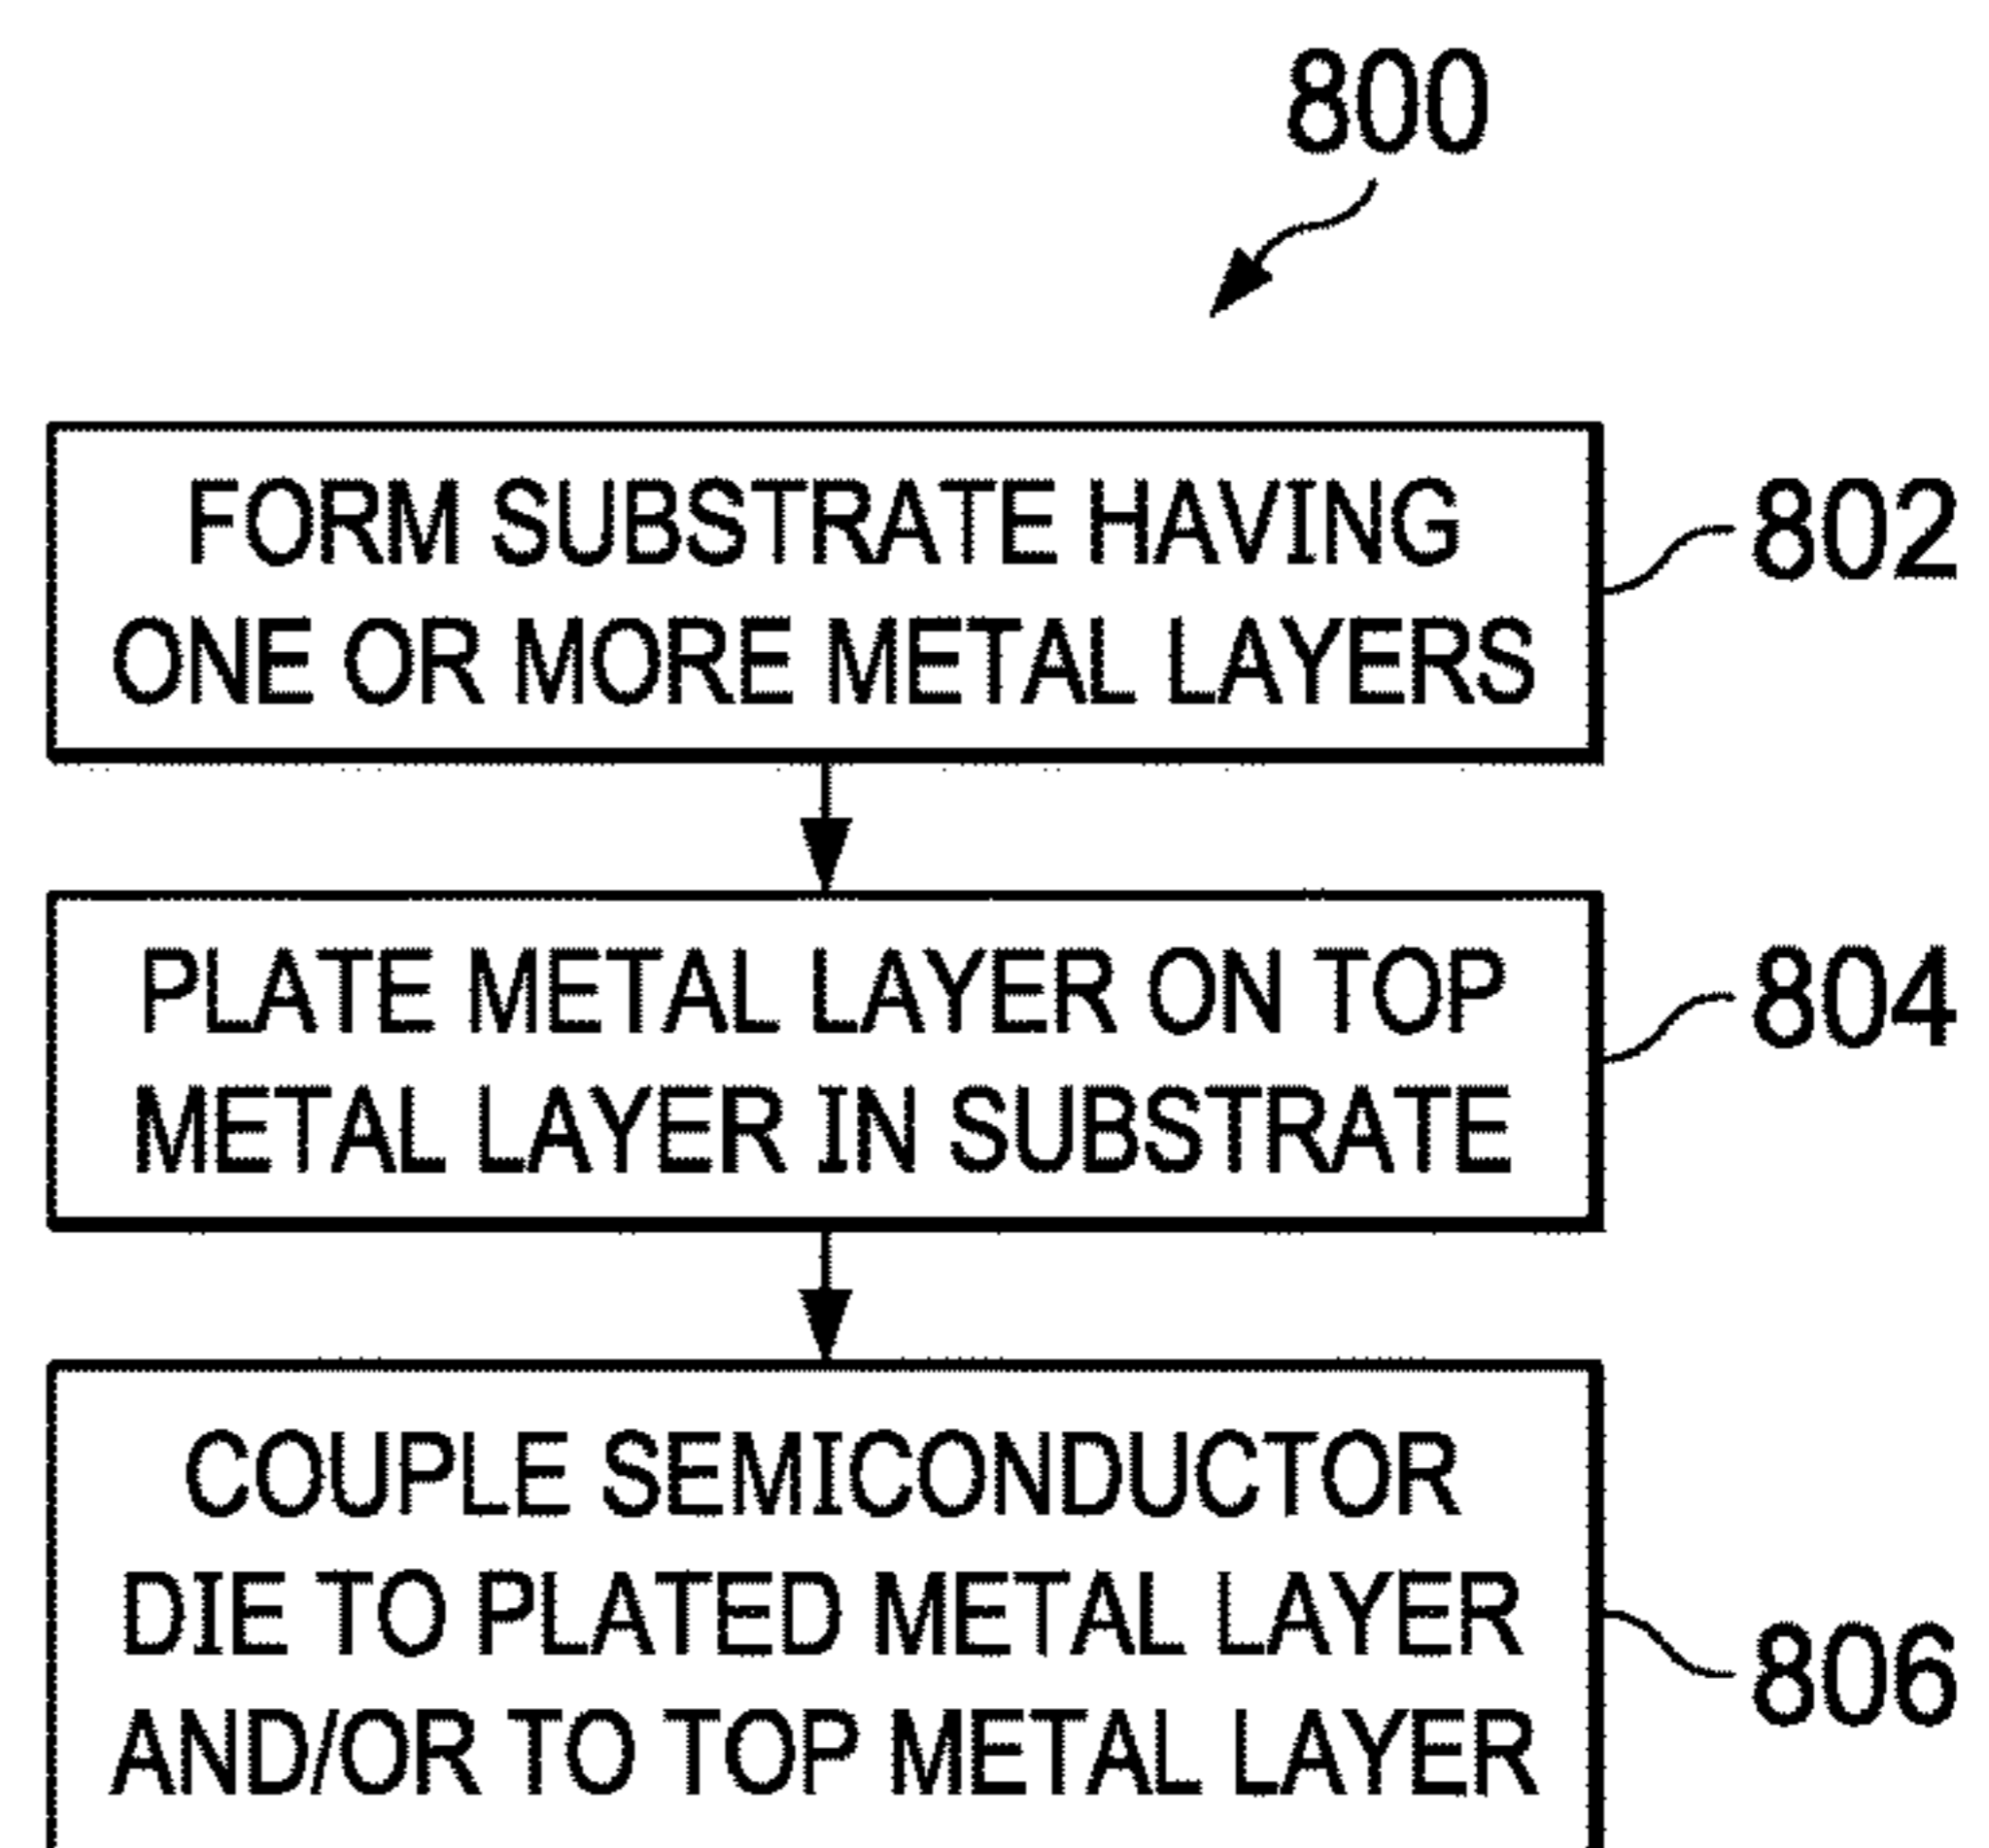 800
FORM SUBSTRATE HAVING
ONE OR MORE METAL LAYERS
802
PLATE METAL LAYER ON TOP
METAL LAYER IN SUBSTRATE
804
COUPLE SEMICONDUCTOR
DIE TO PLATED METAL LAYER
AND/OR TO TOP METAL LAYER
806